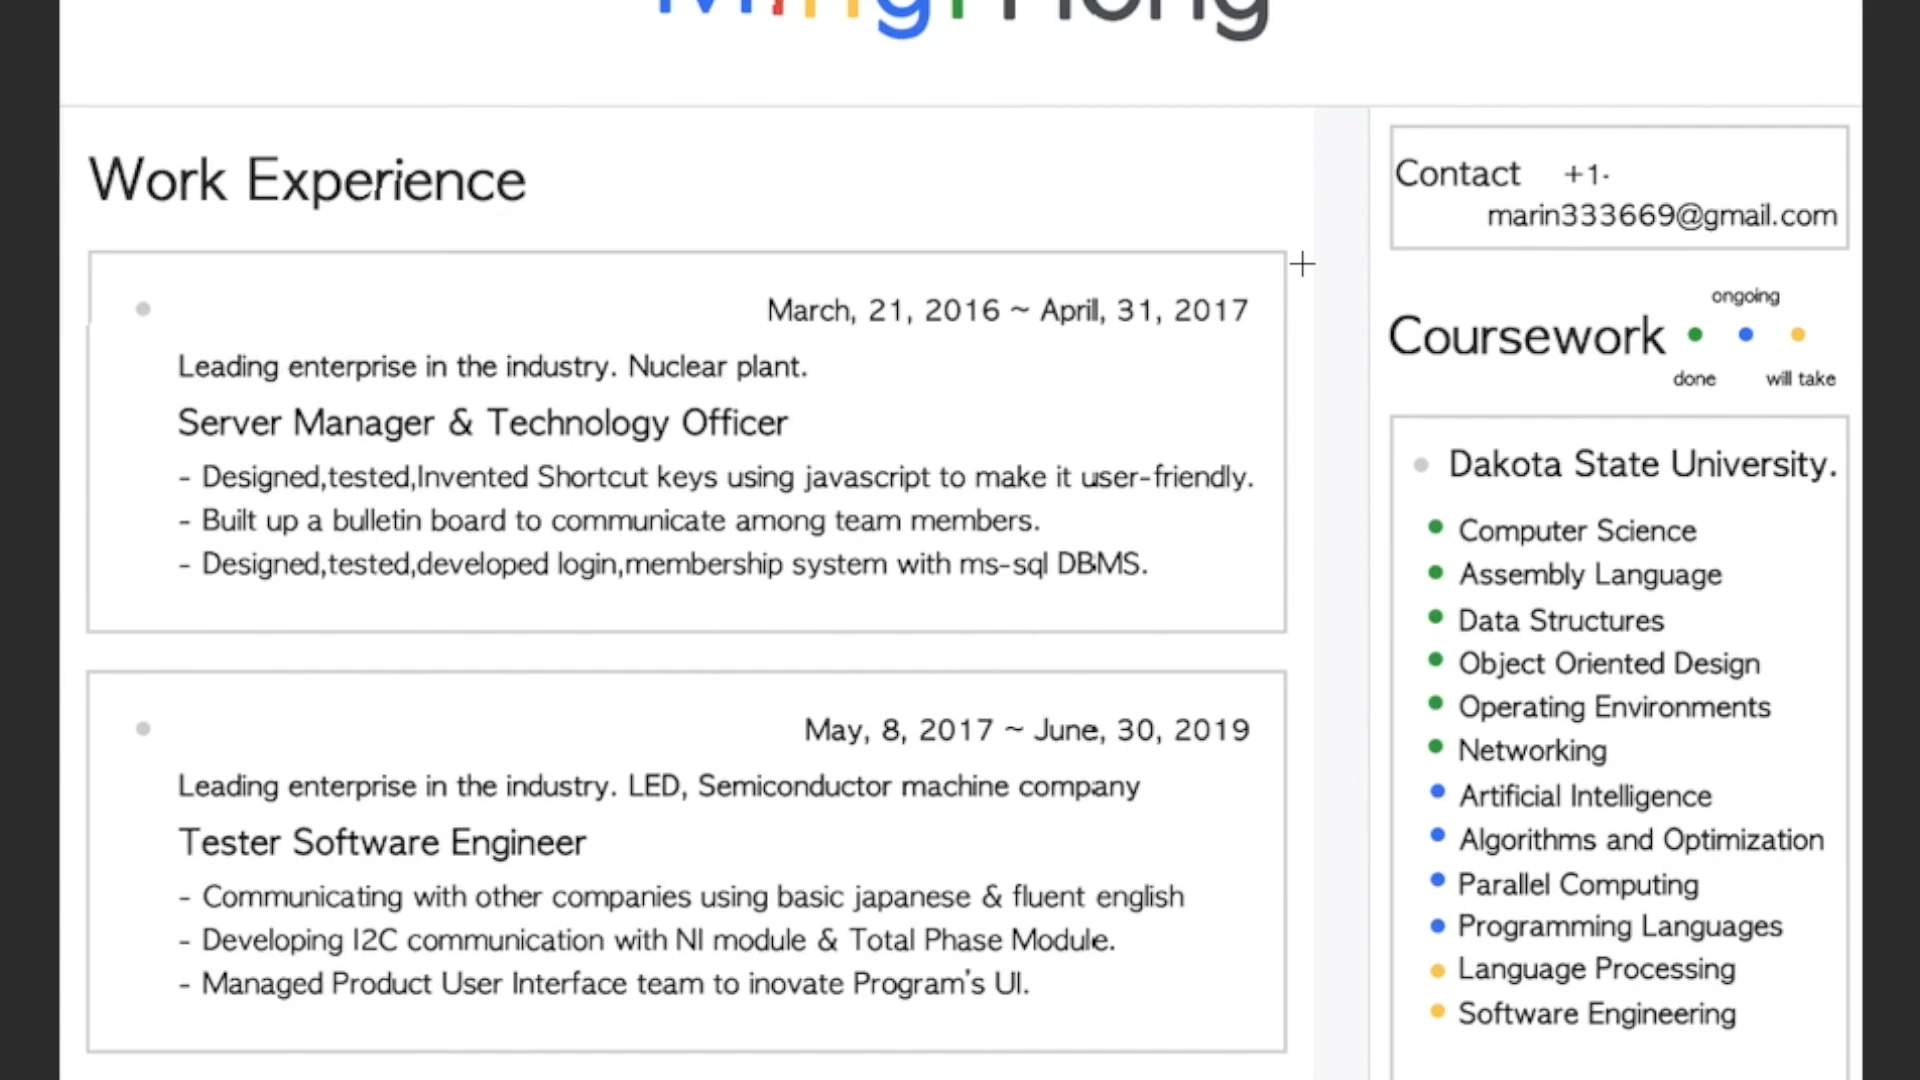 Work Experience
March, 21, 2016 ~ April, 31, 2017
Leading enterprise in the industry. Nuclear plant.
Server Manager & Technology Officer
- Designed,tested,Invented Shortcut keys using javascript to make it user-friendly.
- Built up a bulletin board to communicate among team members.
- Designed,tested,developed login,membership system with ms-sql DBMS.
May, 8, 2017 ~ June, 30, 2019
Leading enterprise in the industry. LED, Semiconductor machine company
Tester Software Engineer
- Communicating with other companies using basic japanese & fluent english
- Developing I2C communication with NI module & Total Phase Module.
- Managed Product User Interface team to inovate Program's UI.
Contact +1-
marin333669@gmail.com
ongoing
Coursework
done will take
Dakota State University.
Computer Science
Assembly Language
Data Structures
Object Oriented Design
Operating Environments
Networking
Artificial Intelligence
Algorithms and Optimization
Parallel Computing
Programming Languages
Language Processing
Software Engineering